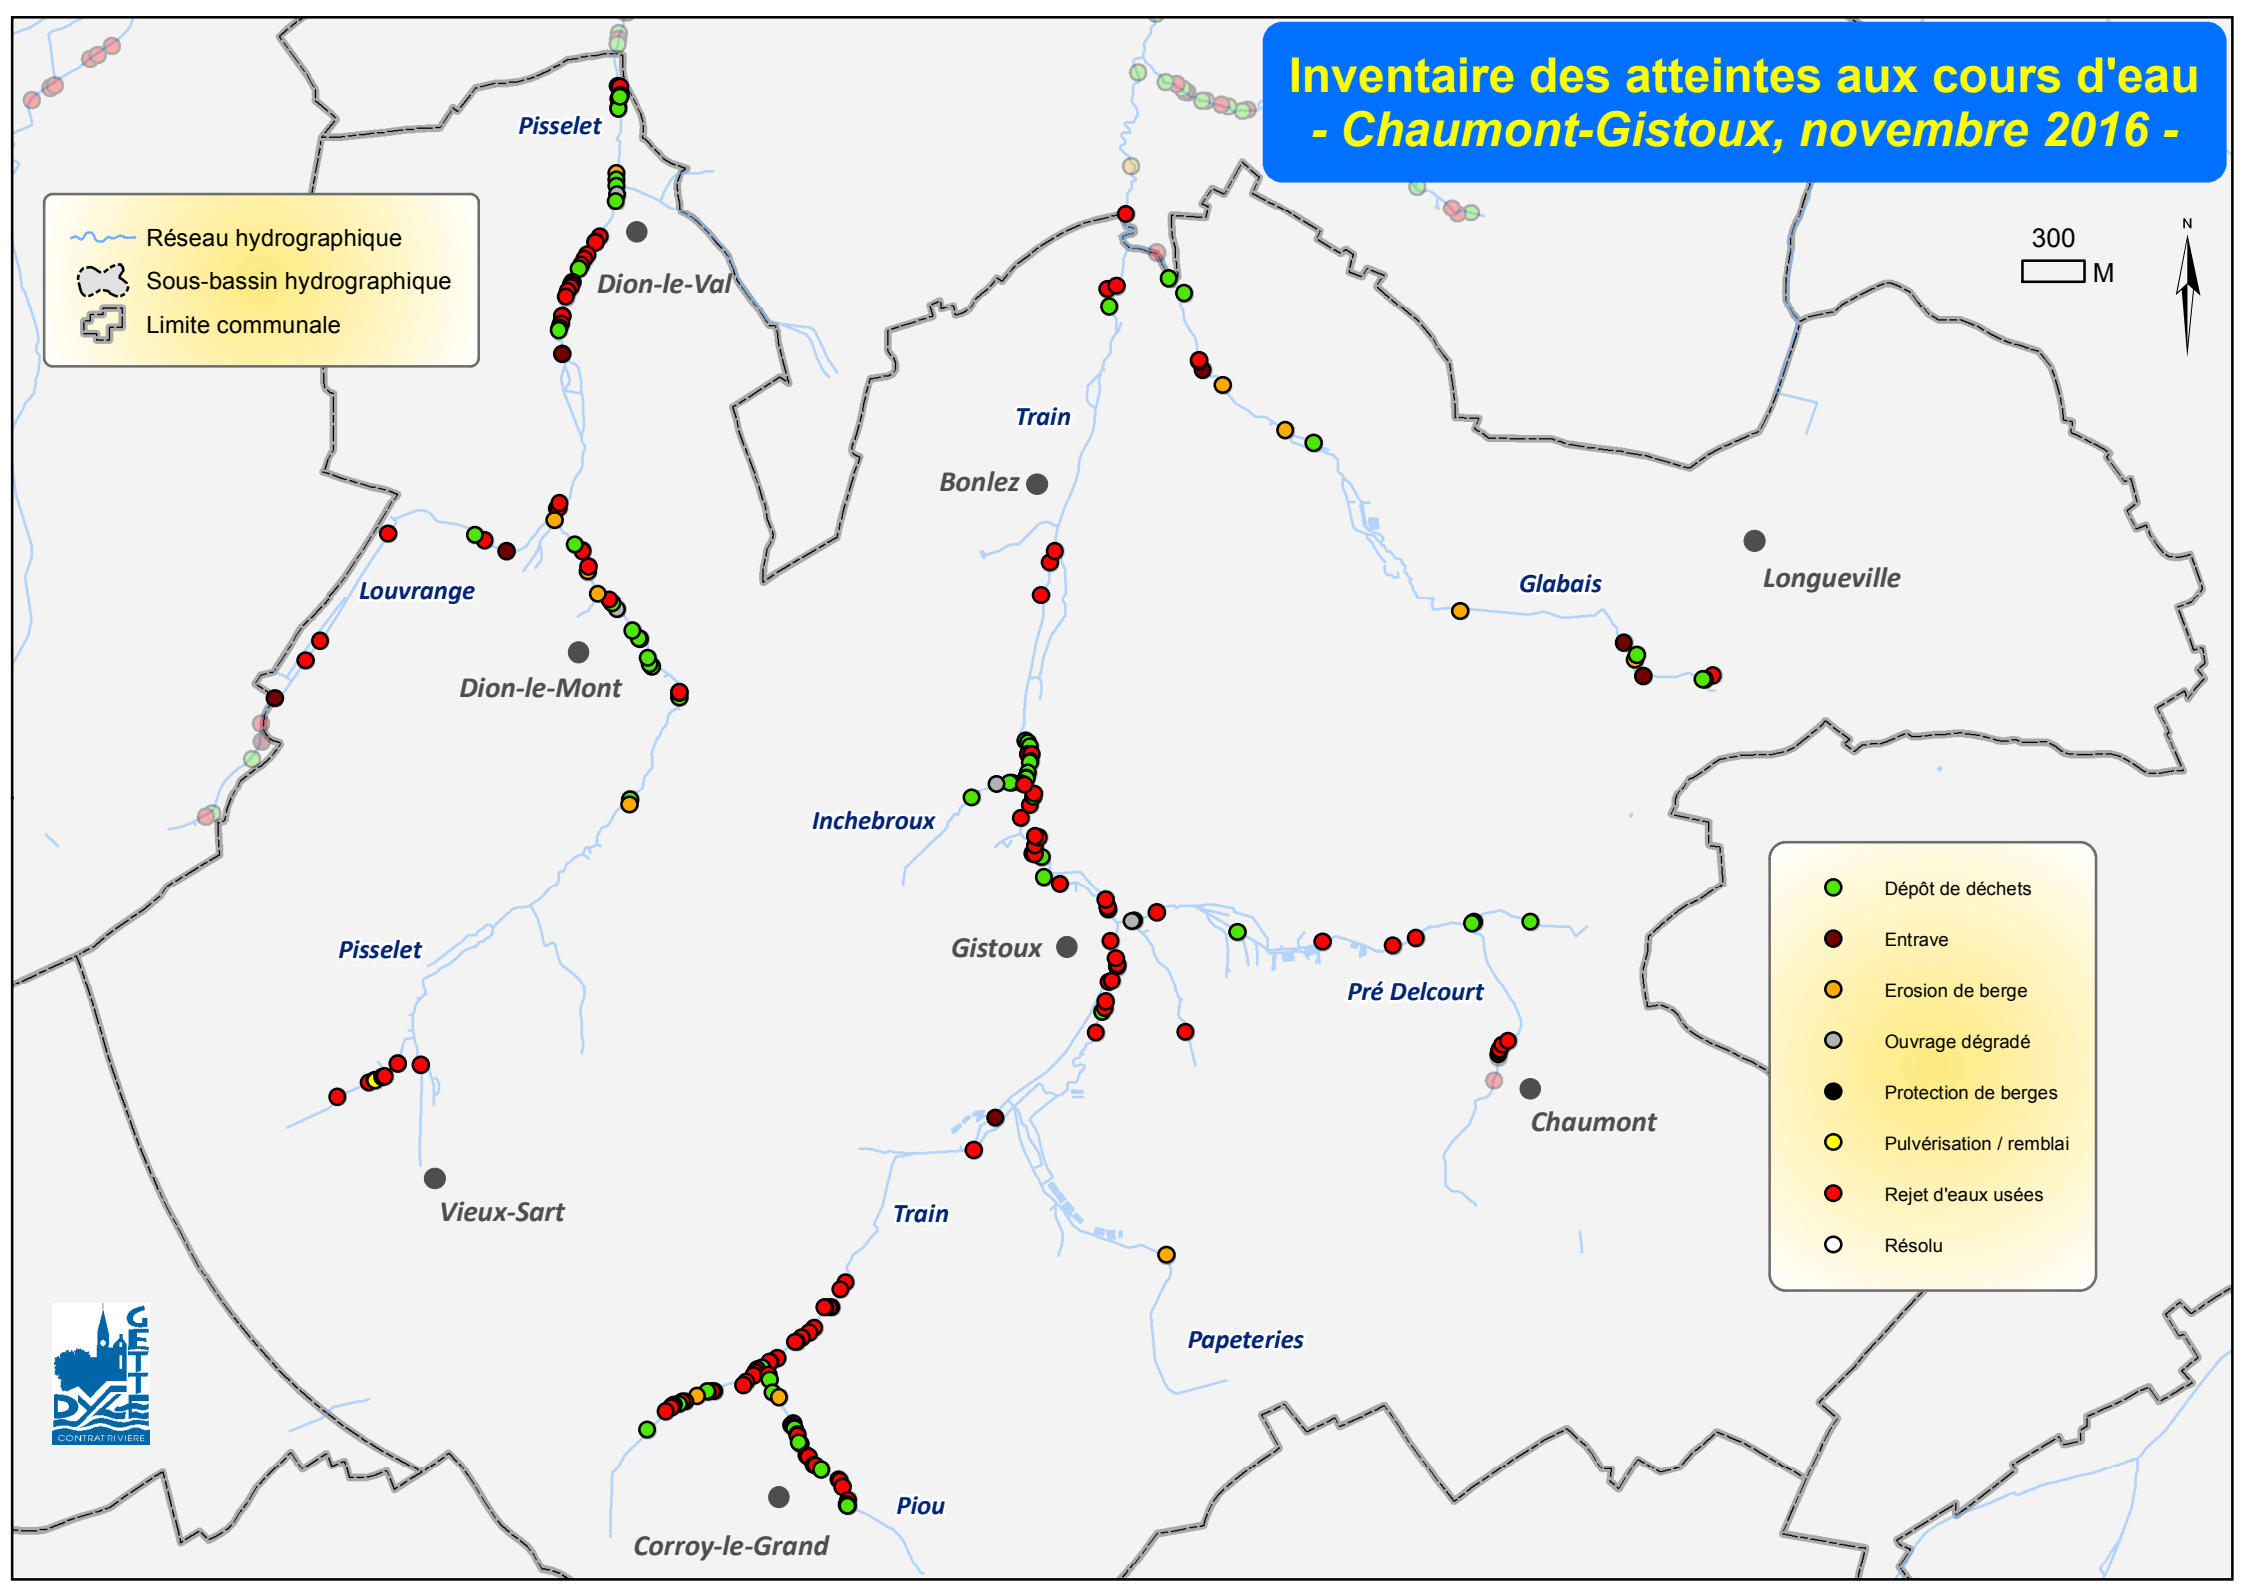 Inventaire des atteintes aux cours d'eau
- Chaumont-Gistoux, novembre 2016 -
Pisselet
Réseau hydrographique
Sous-bassin hydrographique
Limite communale
N
300
M
Dion-le-Val
Train
Bonlez
Louvrange
Glabais
Longueville
Dion-le-Mont
Inchebroux
Pisselet
Gistoux
Pré Delcourt
Chaumont
Dépôt de déchets
Entrave
Erosion de berge
Ouvrage dégradé
Protection de berges
Pulvérisation / remblai
Rejet d'eaux usées
Résolu
Vieux-Sart
Train
Papeteries
Piou
Corroy-le-Grand
DYLE
GETTE
CONTRAT RIVIERE